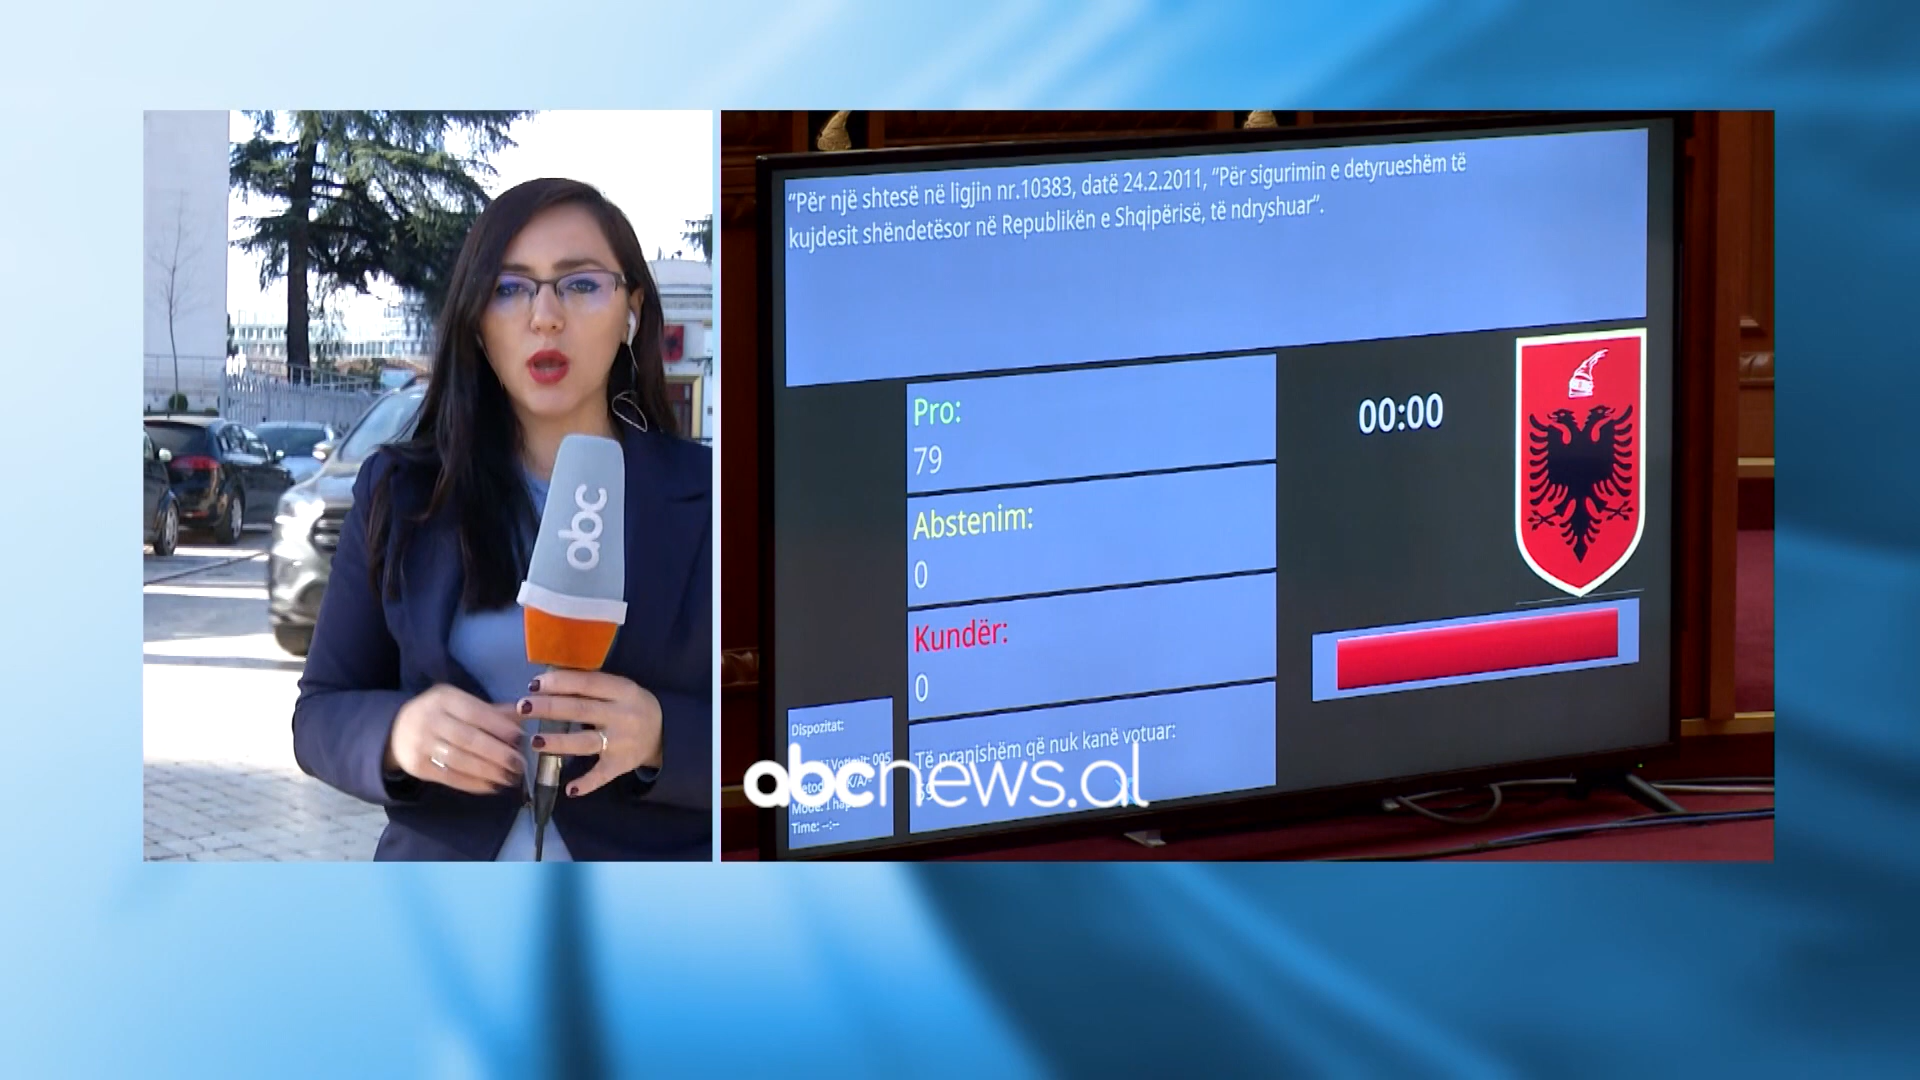 abc
“Për një shtesë në ligjin nr.10383, datë 24.2.2011, “Për sigurimin e detyrueshëm të
kujdesit shëndetësor në Republikën e Shqipërisë, të ndryshuar”.
00:00
Pro:
79
Abstenim:
0
Kundër:
0
Të pranishëm që nuk kanë votuar:
Dispozitat:
005
Time: --:--
abcnews.al